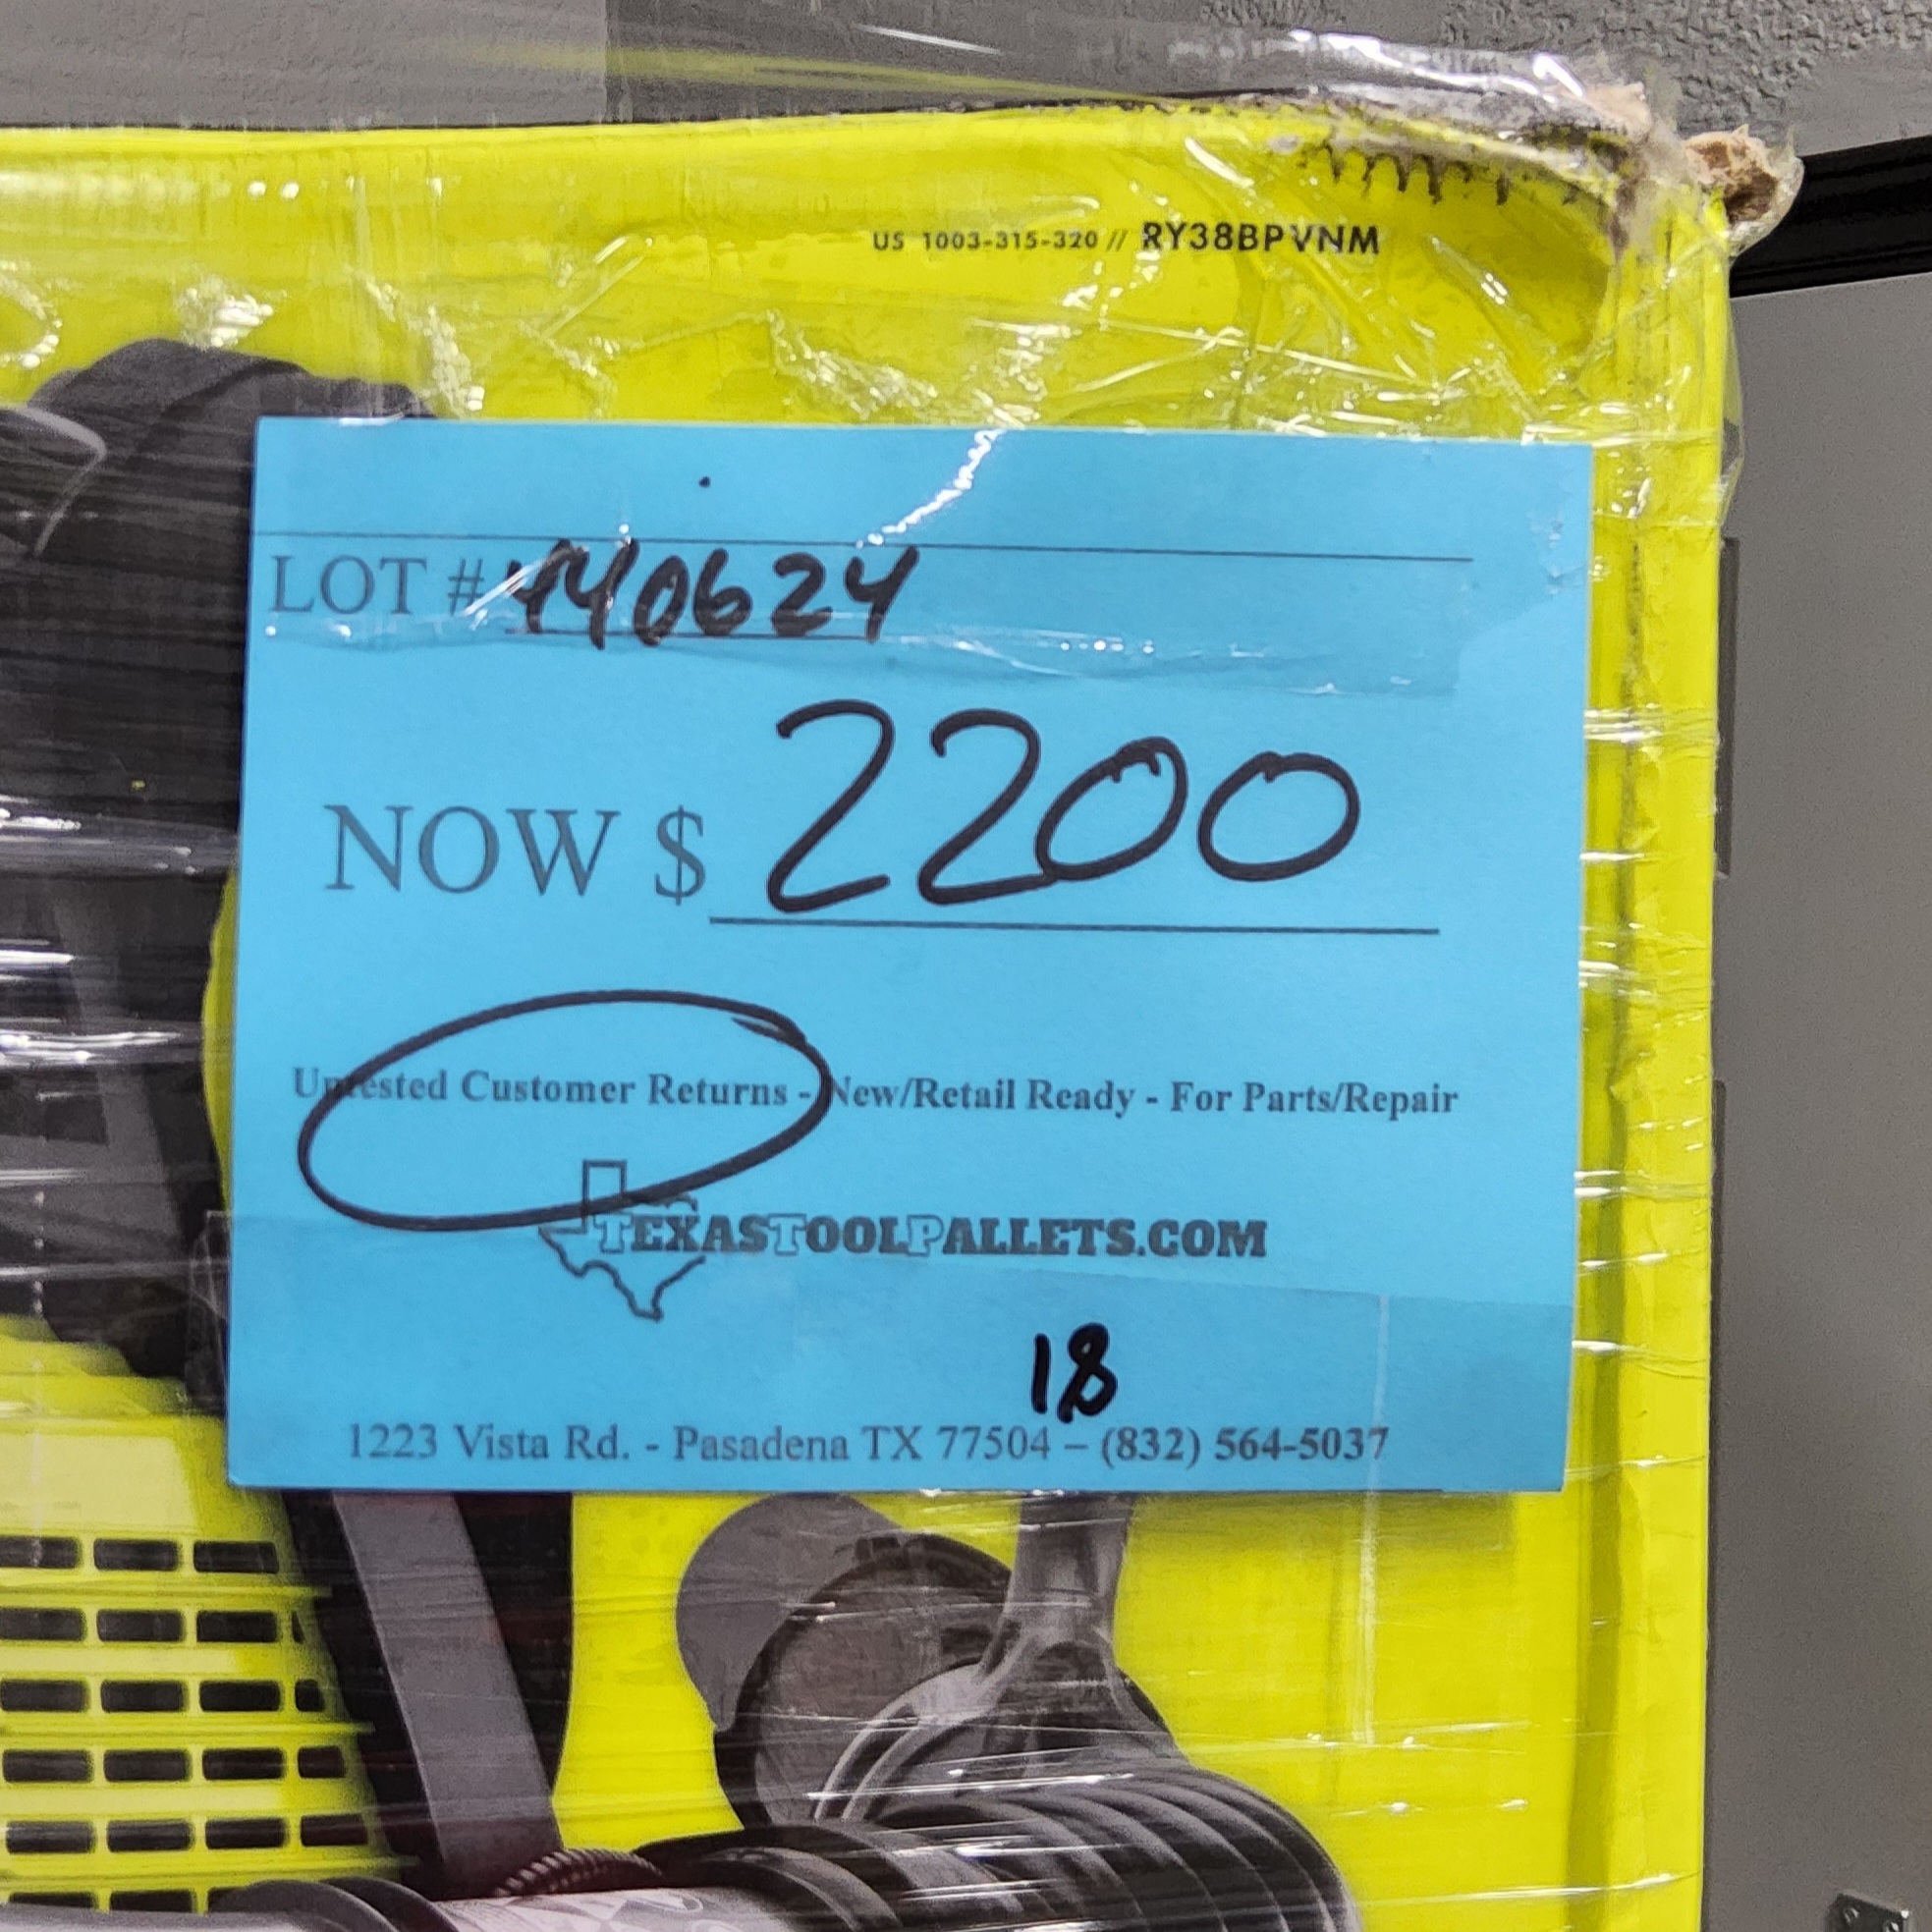 US 1003-315-320 // RY38BPVNM
LOT # 440624
NOW $ 2200
Untested Customer Returns - New/Retail Ready - For Parts/Repair
TEXASTOOLPALLETS.COM
18
1223 Vista Rd. - Pasadena TX 77504 – (832) 564-5037